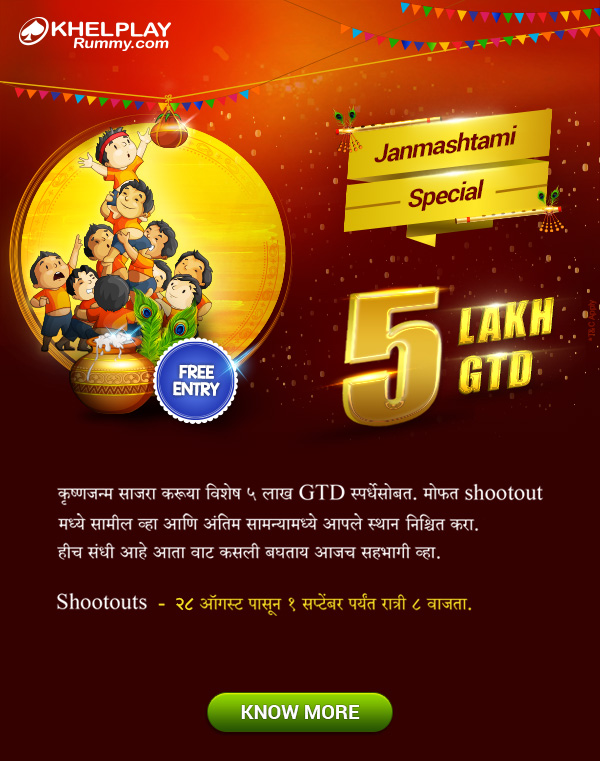 KHELPLAY
Rummy.com
Janmashtami
Special
5 LAKH
GTD
FREE
ENTRY
कृष्णजन्म साजरा करूया विशेष ५ लाख GTD स्पर्धेसोबत. मोफत shootout
मध्ये सामील व्हा आणि अंतिम सामन्यामध्ये आपले स्थान निश्चित करा.
हीच संधी आहे आता वाट कसली बघताय आजच सहभागी व्हा.
Shootouts - २८ ऑगस्ट पासून १ सप्टेंबर पर्यंत रात्री ८ वाजता.
KNOW MORE